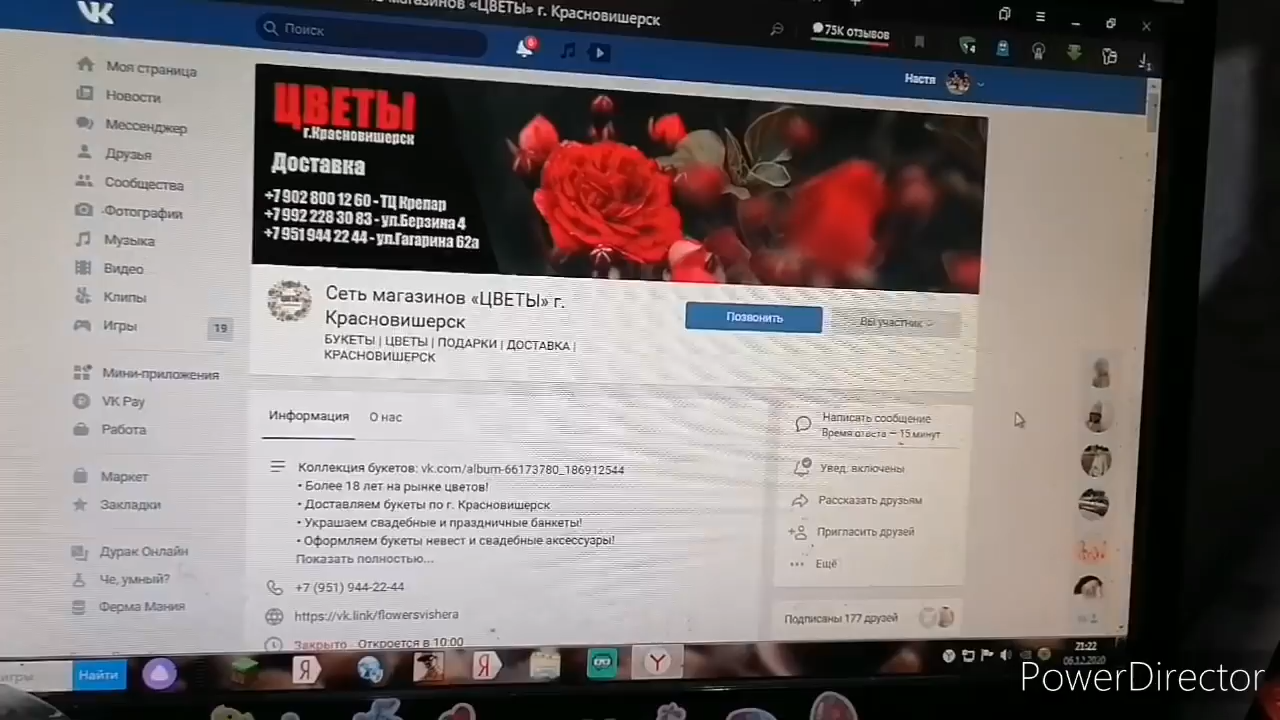 магазинов «ЦВЕТЫ» г. Красновишерск
Поиск
6
75K отзывов
4
Настя
Моя страница
Новости
Мессенджер
Друзья
Сообщества
Фотографии
Музыка
Видео
Клипы
Игры
19
Мини-приложения
VK Pay
Работа
Маркет
Закладки
Дурак Онлайн
Че, умный?
Ферма Мания
ЦВЕТЫ
г.Красновишерск
Доставка
+7 902 800 12 60 - ТЦ Крепар
+7 992 228 30 83 - ул.Берзина 4
+7 951 944 22 44 - ул.Гагарина 62а
Сеть магазинов «ЦВЕТЫ» г.
Красновишерск
БУКЕТЫ | ЦВЕТЫ | ПОДАРКИ | ДОСТАВКА |
КРАСНОВИШЕРСК
Позвонить
Вы участник
Информация
О нас
Коллекция букетов: vk.com/album-66173780_186912544
• Более 18 лет на рынке цветов!
• Доставляем букеты по г. Красновишерск
• Украшаем свадебные и праздничные банкеты!
• Оформляем букеты невест и свадебные аксессуары!
Показать полностью...
+7 (951) 944-22-44
https://vk.link/flowersvishera
Закрыто Откроется в 10:00
Написать сообщение
Время ответа — 15 минут
Увед. включены
Рассказать друзьям
Пригласить друзей
Ещё
Подписаны 177 друзей
Найти
21:22
06.12.2020
PowerDirector